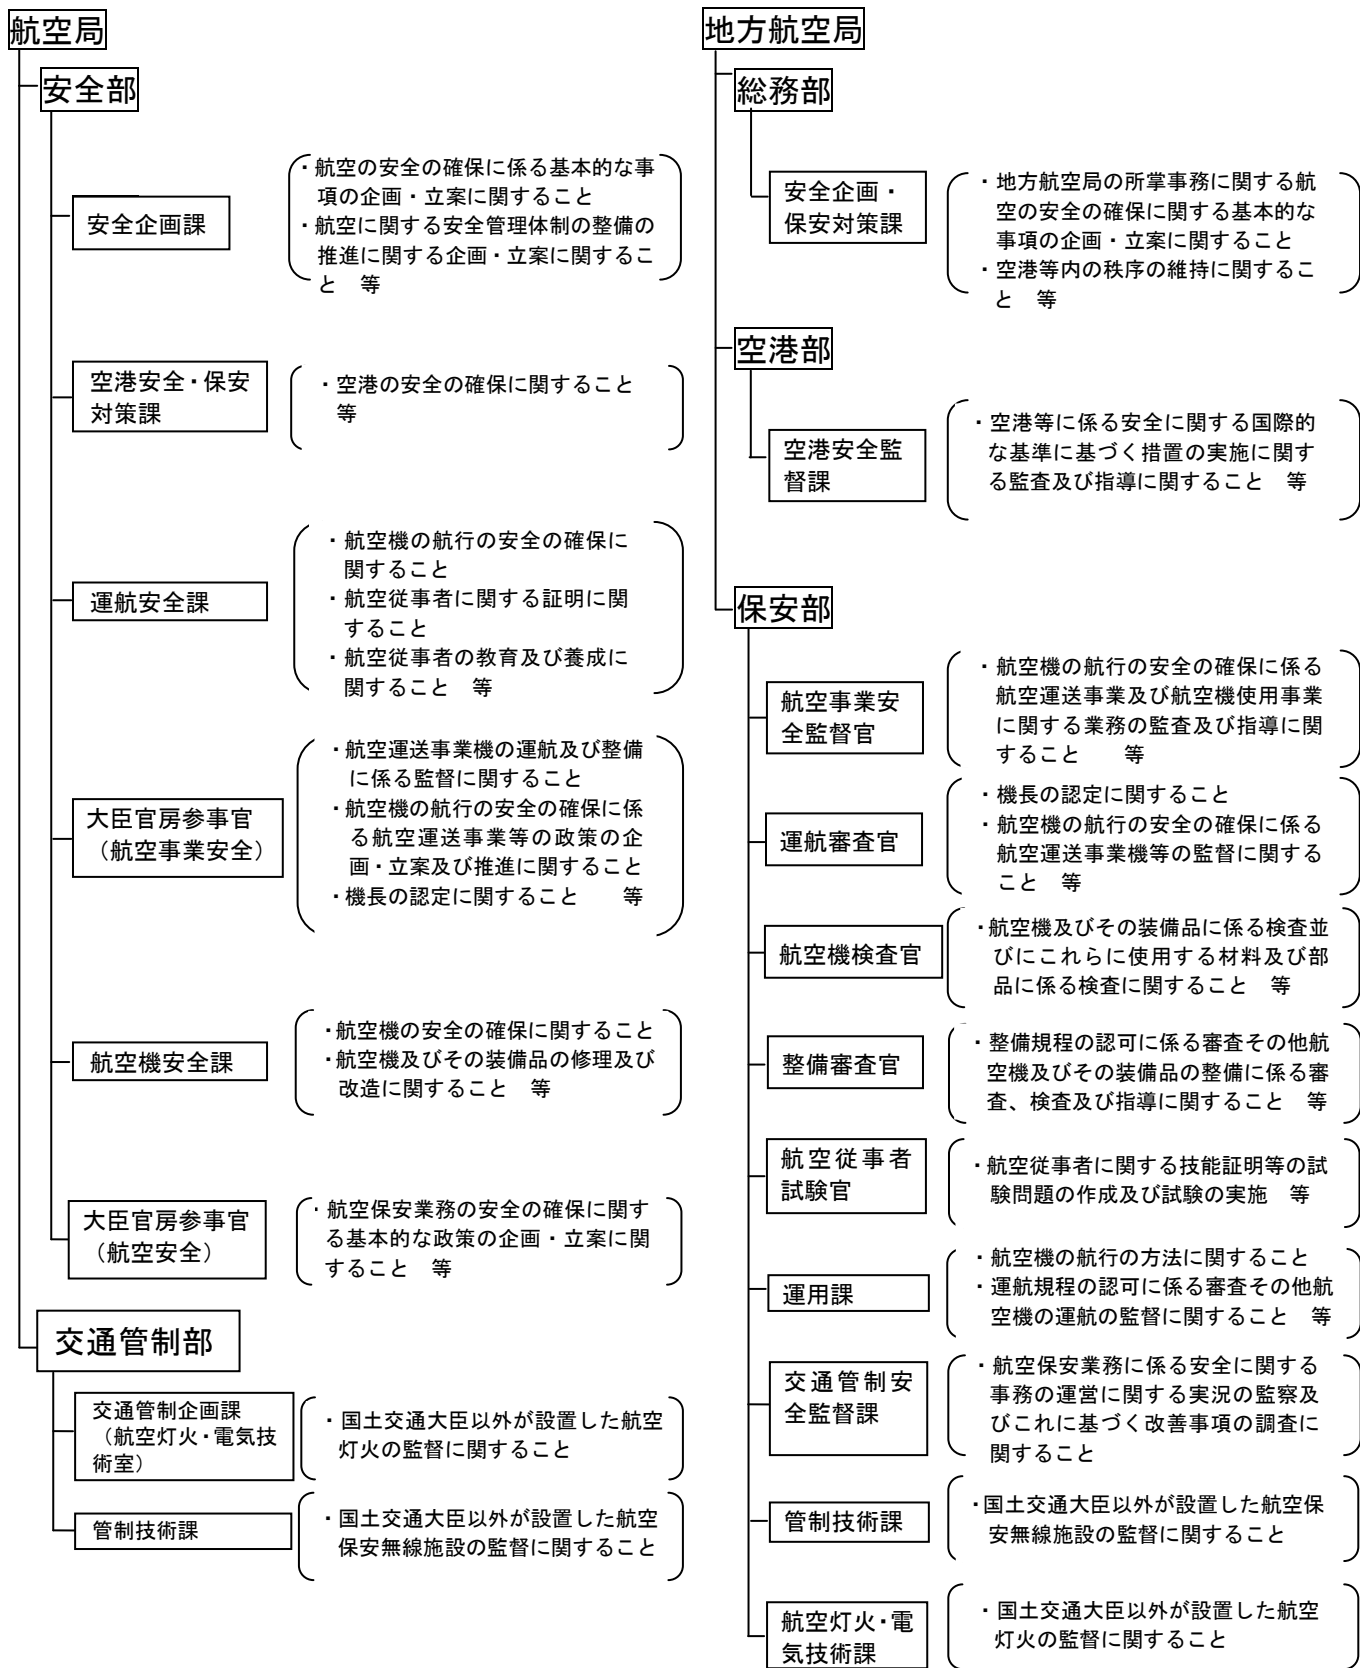 航空局
安全部
安全企画課
・航空の安全の確保に係る基本的な事
項の企画・立案に関すること
・航空に関する安全管理体制の整備の
推進に関する企画・立案に関するこ
と　等
空港安全・保安
対策課
・空港の安全の確保に関すること
等
運航安全課
・航空機の航行の安全の確保に
関すること
・航空従事者に関する証明に関
すること
・航空従事者の教育及び養成に
関すること　等
大臣官房参事官
（航空事業安全）
・航空運送事業機の運航及び整備
に係る監督に関すること
・航空機の航行の安全の確保に係
る航空運送事業等の政策の企
画・立案及び推進に関すること
・機長の認定に関すること　　等
航空機安全課
・航空機の安全の確保に関すること
・航空機及びその装備品の修理及び
改造に関すること　等
大臣官房参事官
（航空安全）
・航空保安業務の安全の確保に関す
る基本的な政策の企画・立案に関
すること　等
交通管制部
交通管制企画課
（航空灯火・電気技
術室）
・国土交通大臣以外が設置した航空
灯火の監督に関すること
管制技術課
・国土交通大臣以外が設置した航空
保安無線施設の監督に関すること
地方航空局
総務部
安全企画・
保安対策課
・地方航空局の所掌事務に関する航
空の安全の確保に関する基本的な
事項の企画・立案に関すること
・空港等内の秩序の維持に関するこ
と　等
空港部
空港安全監
督課
・空港等に係る安全に関する国際的
な基準に基づく措置の実施に関す
る監査及び指導に関すること　等
保安部
航空事業安
全監督官
・航空機の航行の安全の確保に係る
航空運送事業及び航空機使用事業
に関する業務の監査及び指導に関
すること　　等
運航審査官
・機長の認定に関すること
・航空機の航行の安全の確保に係る
航空運送事業機等の監督に関する
こと　等
航空機検査官
・航空機及びその装備品に係る検査並
びにこれらに使用する材料及び部
品に係る検査に関すること　等
整備審査官
・整備規程の認可に係る審査その他航
空機及びその装備品の整備に係る審
査、検査及び指導に関すること　等
航空従事者
試験官
・航空従事者に関する技能証明等の試
験問題の作成及び試験の実施　等
運用課
・航空機の航行の方法に関すること
・運航規程の認可に係る審査その他航
空機の運航の監督に関すること　等
交通管制安
全監督課
・航空保安業務に係る安全に関する
事務の運営に関する実況の監察及
びこれに基づく改善事項の調査に
関すること
管制技術課
・国土交通大臣以外が設置した航空保
安無線施設の監督に関すること
航空灯火・電
気技術課
・国土交通大臣以外が設置した航空
灯火の監督に関すること